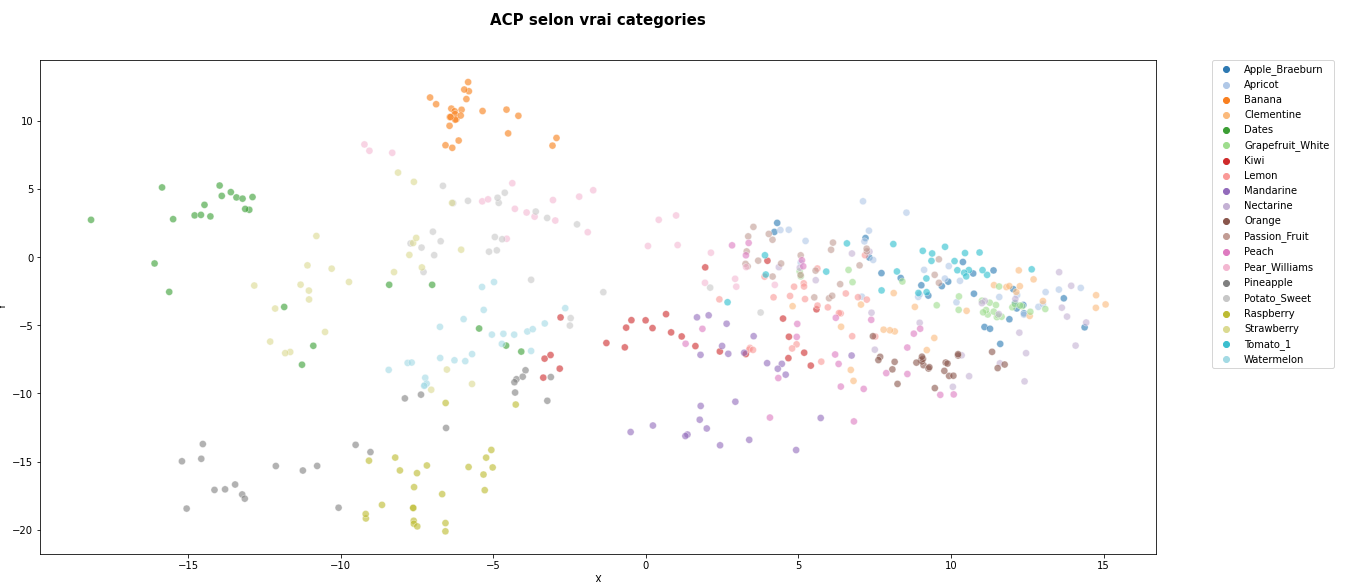 ACP selon vrai categories
10
5
0
−5
−10
−15
−20
−15
−10
−5
0
5
10
15
X
Apple_Braeburn
Apricot
Banana
Clementine
Dates
Grapefruit_White
Kiwi
Lemon
Mandarine
Nectarine
Orange
Passion_Fruit
Peach
Pear_Williams
Pineapple
Potato_Sweet
Raspberry
Strawberry
Tomato_1
Watermelon